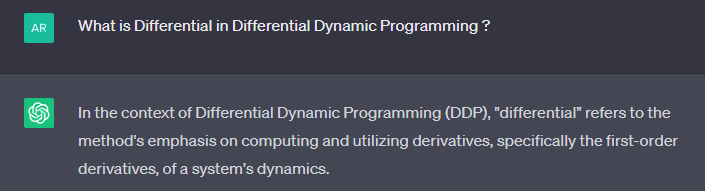 AR
What is Differential in Differential Dynamic Programming ?
In the context of Differential Dynamic Programming (DDP), "differential" refers to the
method's emphasis on computing and utilizing derivatives, specifically the first-order
derivatives, of a system's dynamics.